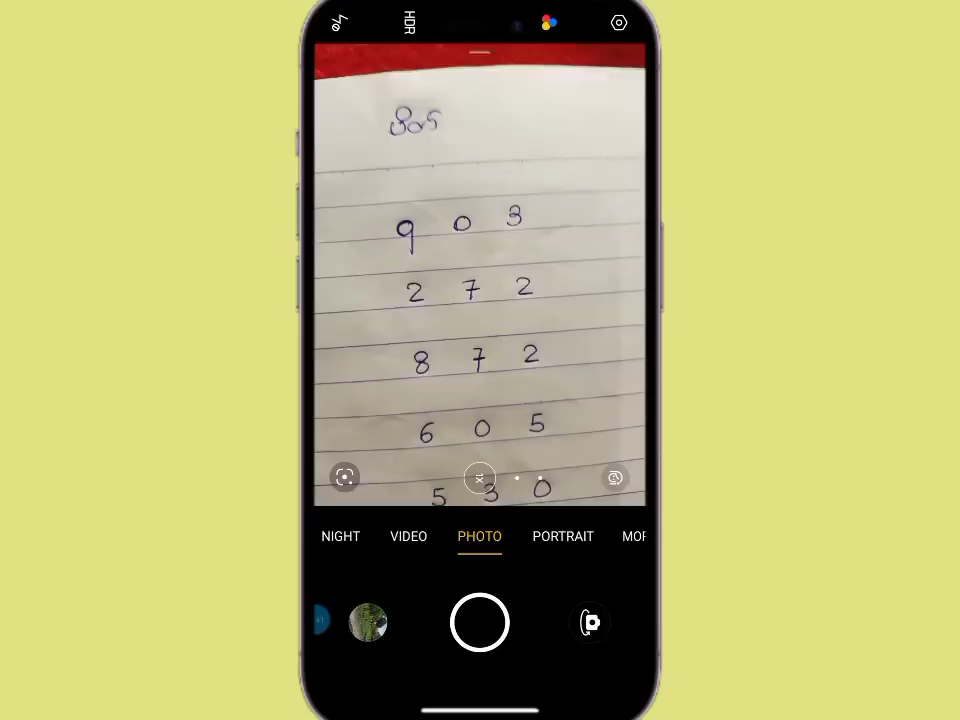 HDR
9 0 3
2 7 2
8 7 2
6 0 5
5 3 0
1x
NIGHT VIDEO PHOTO PORTRAIT